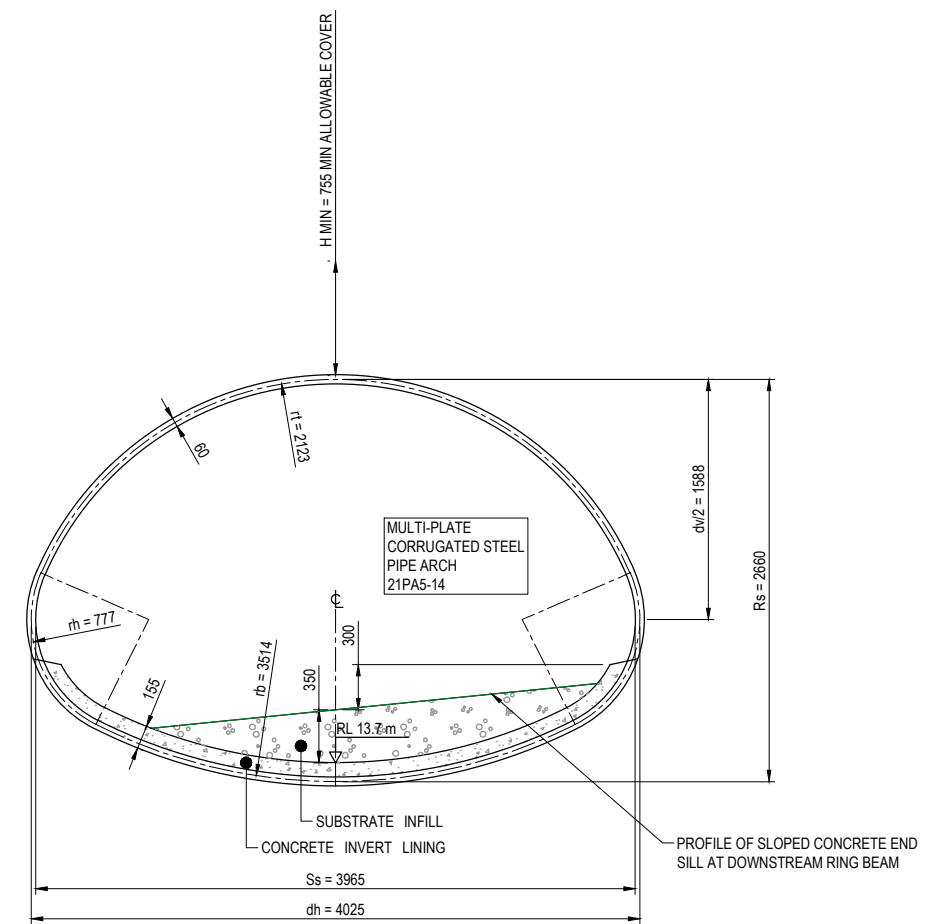 H MIN = 755 MIN ALLOWABLE COVER
rt = 2123
60
dv/2 = 1588
Rs = 2660
MULTI-PLATE
CORRUGATED STEEL
PIPE ARCH
21PA5-14
℄
rh = 777
300
rb = 3514
350
155
RL 13.7 m
SUBSTRATE INFILL
CONCRETE INVERT LINING
PROFILE OF SLOPED CONCRETE END
SILL AT DOWNSTREAM RING BEAM
Ss = 3965
dh = 4025